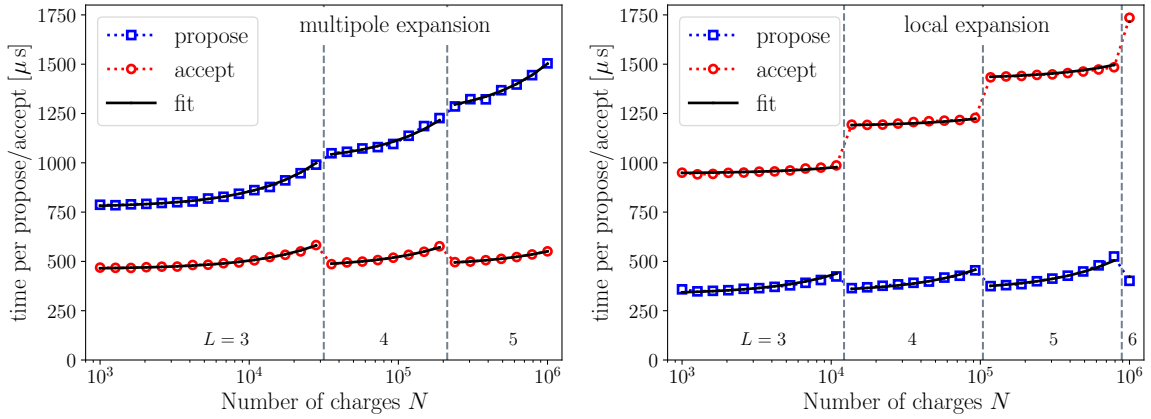 time per propose/accept [μs]
1750
1500
1250
1000
750
500
250
0
propose
accept
fit
multipole expansion
L = 3
4
5
10³
10⁴
10⁵
10⁶
Number of charges N
time per propose/accept [μs]
1750
1500
1250
1000
750
500
250
0
propose
accept
fit
local expansion
L = 3
4
5
6
10³
10⁴
10⁵
10⁶
Number of charges N